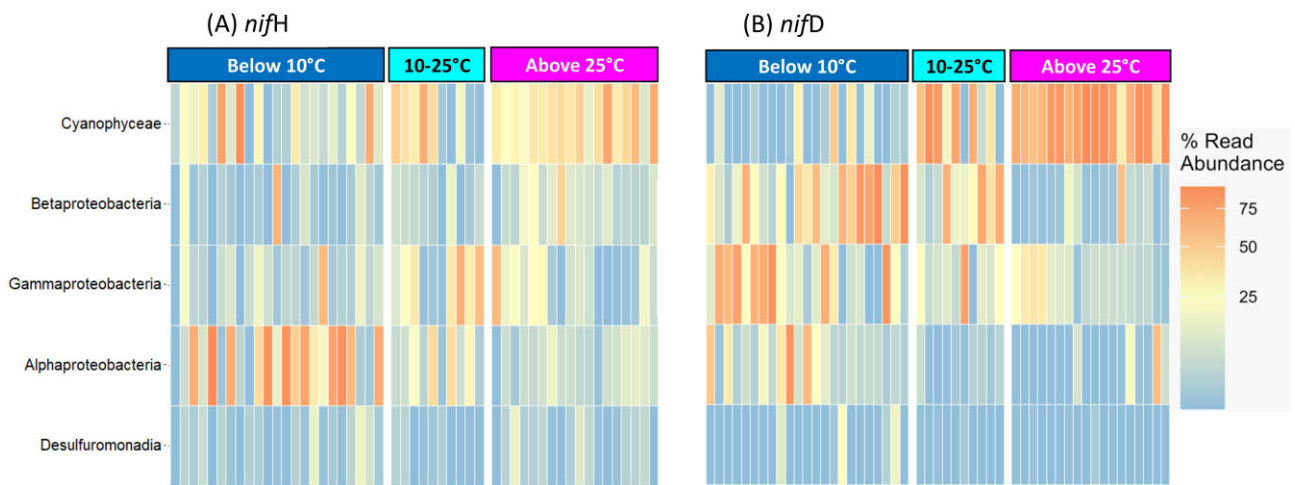 (A) nifH
(B) nifD
Below 10°C
10-25°C
Above 25°C
Below 10°C
10-25°C
Above 25°C
Cyanophyceae
Betaproteobacteria
Gammaproteobacteria
Alphaproteobacteria
Desulfuromonadia
% Read
Abundance
75
50
25